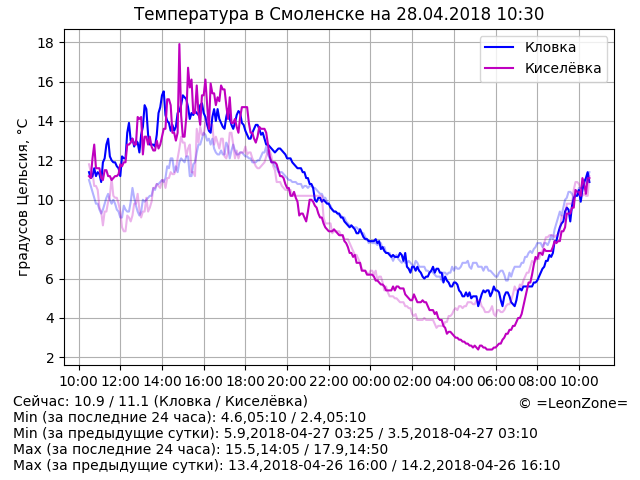 Температура в Смоленске на 28.04.2018 10:30
градусов Цельсия, °C
18
16
14
12
10
8
6
4
2
Кловка
Киселёвка
10:00 12:00 14:00 16:00 18:00 20:00 22:00 00:00 02:00 04:00 06:00 08:00 10:00
Сейчас: 10.9 / 11.1 (Кловка / Киселёвка)
© =LeonZone=
Min (за последние 24 часа): 4.6,05:10 / 2.4,05:10
Min (за предыдущие сутки): 5.9,2018-04-27 03:25 / 3.5,2018-04-27 03:10
Max (за последние 24 часа): 15.5,14:05 / 17.9,14:50
Max (за предыдущие сутки): 13.4,2018-04-26 16:00 / 14.2,2018-04-26 16:10